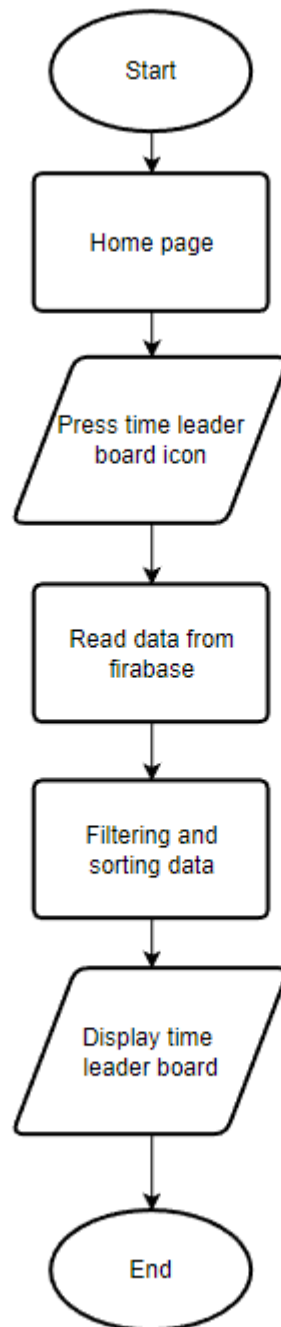 Start
Home page
Press time leader
board icon
Read data from
firabase
Filtering and
sorting data
Display time
leader board
End